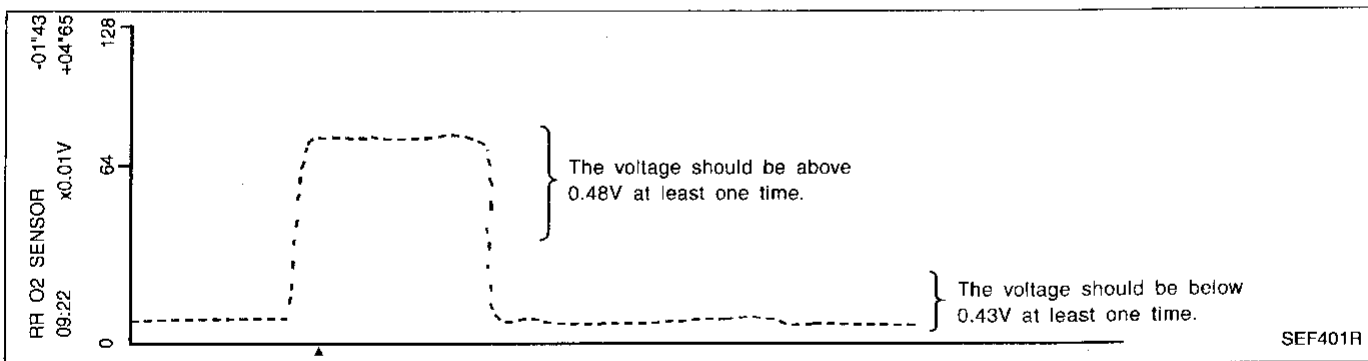 RR O2 SENSOR -01"43
09:22 x0.01V +04"65
128
64
0
The voltage should be above
0.48V at least one time.
The voltage should be below
0.43V at least one time.
SEF401R